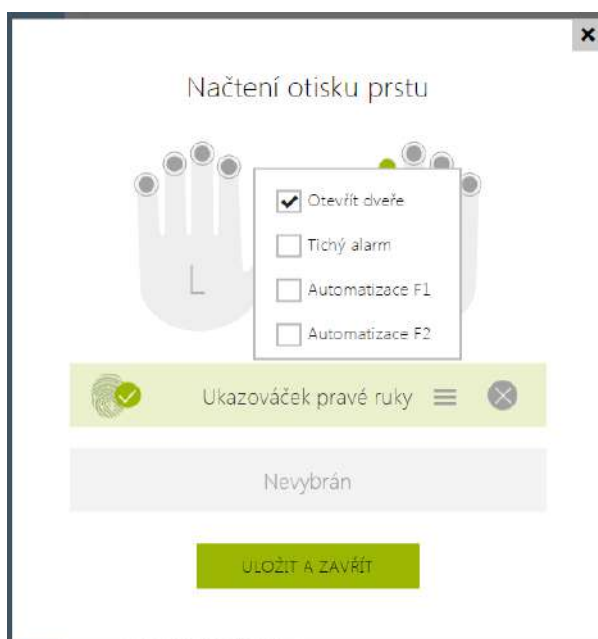 Načtení otisku prstu
L
Otevřít dveře
Tichý alarm
Automatizace F1
Automatizace F2
Ukazováček pravé ruky
Nevybrán
ULOŽIT A ZAVŘÍT